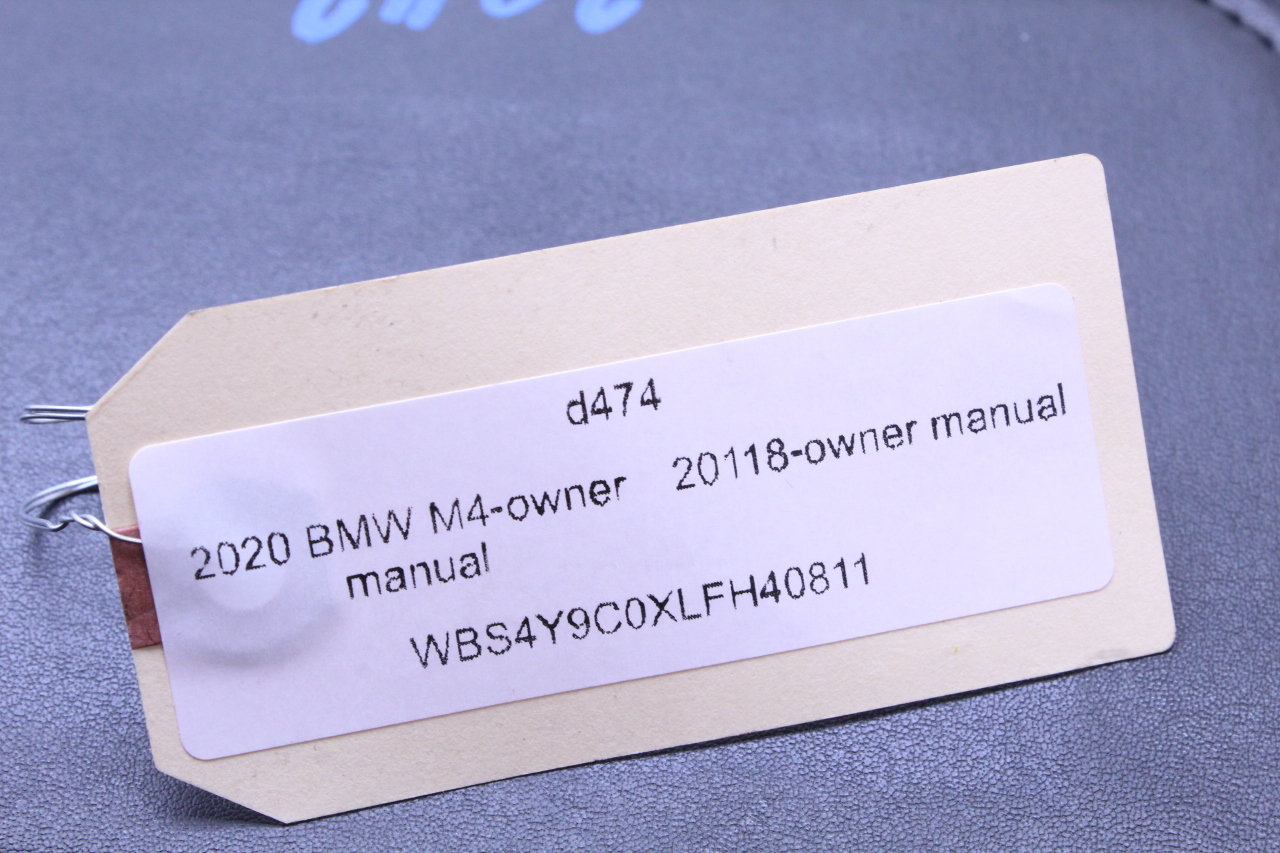 d474
2020 BMW M4-owner manual
20118-owner manual
WBS4Y9C0XLFH40811